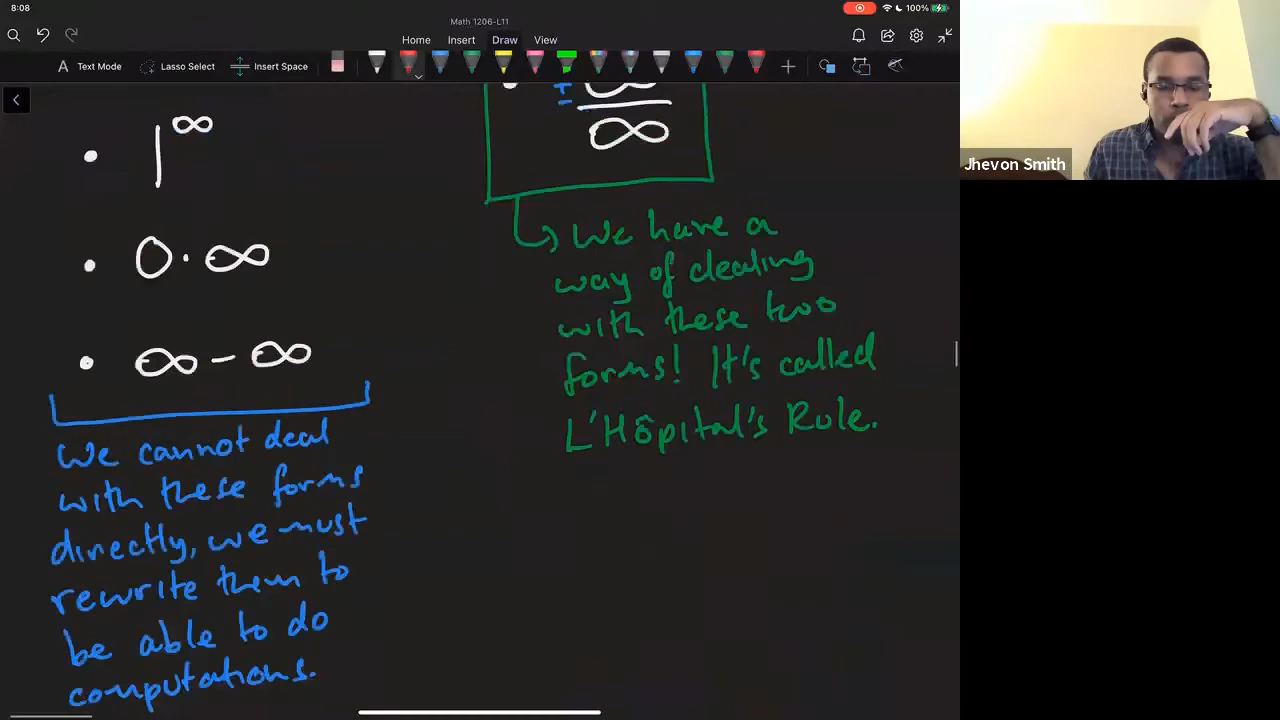 8:08
100%
Math 1206-L11
Home Insert Draw View
Text Mode Lasso Select Insert Space
Jhevon Smith
• 1^∞
• 0·∞
• ∞ - ∞
We cannot deal
with these forms
directly, we must
rewrite them to
be able to do
computations.
• ± ∞/∞
We have a
way of dealing
with these two
forms! It's called
L'Hôpital's Rule.